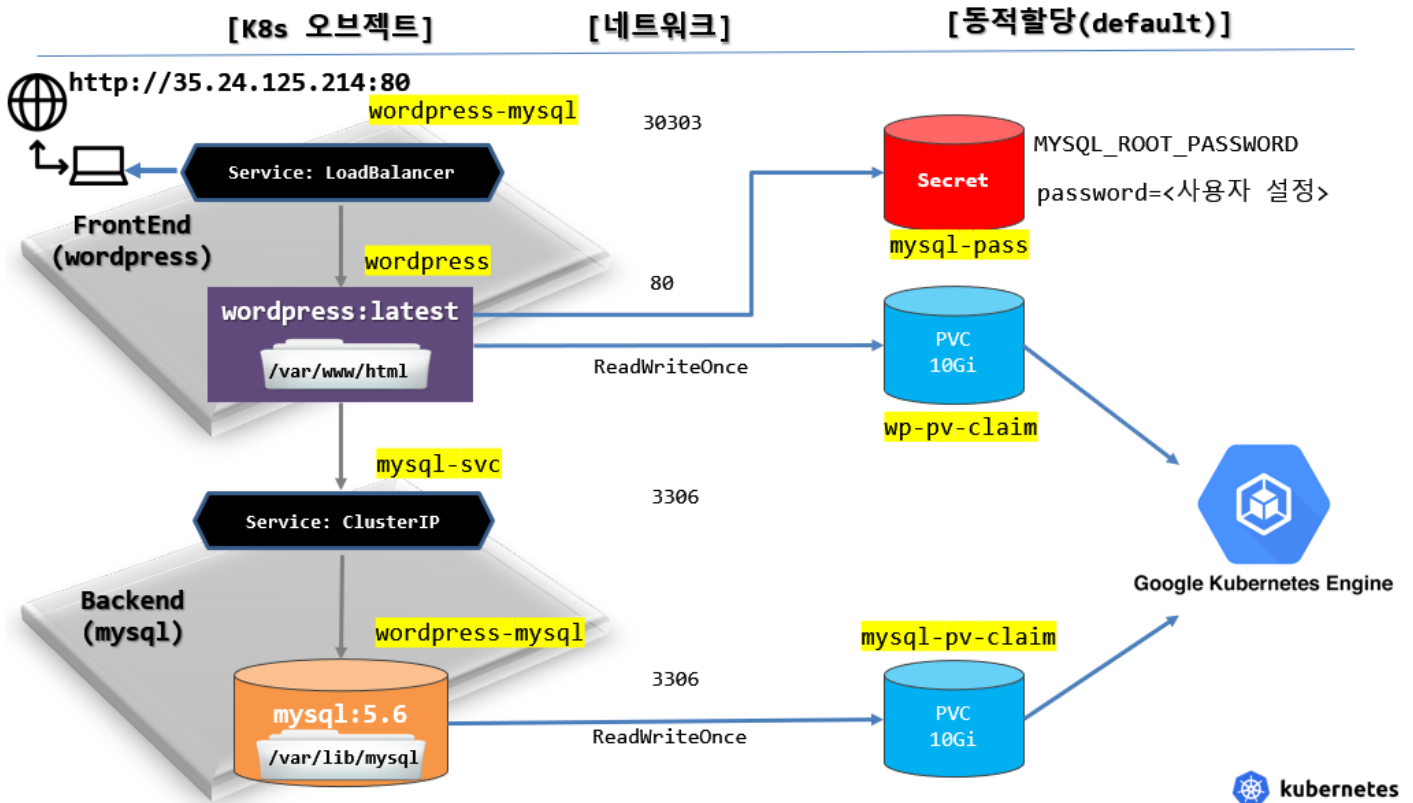 [K8s 오브젝트]
[네트워크]
[동적할당(default)]
http://35.24.125.214:80
wordpress-mysql
30303
Service: LoadBalancer
MYSQL_ROOT_PASSWORD
Secret
password=<사용자 설정>
FrontEnd
(wordpress)
mysql-pass
wordpress
80
wordpress:latest
/var/www/html
ReadWriteOnce
PVC
10Gi
wp-pv-claim
mysql-svc
3306
Service: ClusterIP
Google Kubernetes Engine
Backend
(mysql)
wordpress-mysql
mysql-pv-claim
3306
mysql:5.6
/var/lib/mysql
ReadWriteOnce
PVC
10Gi
kubernetes